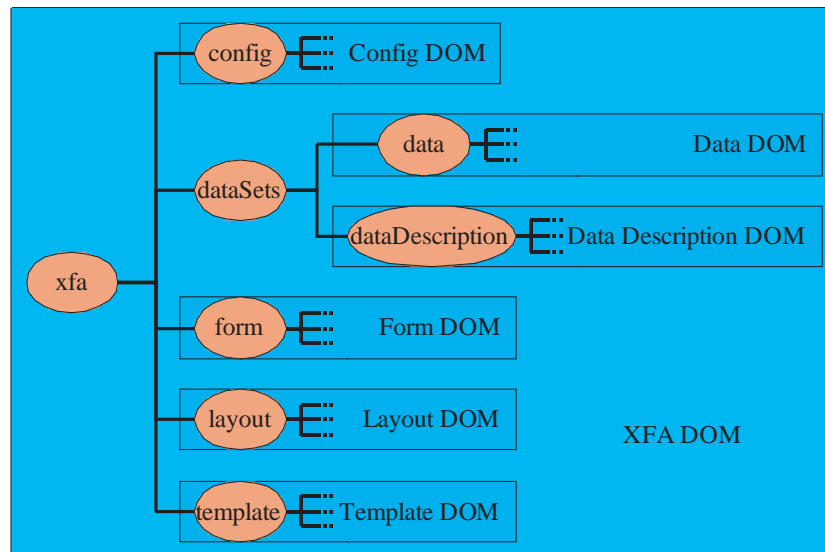 config Config DOM
data Data DOM
dataSets
dataDescription Data Description DOM
xfa
form Form DOM
layout Layout DOM
XFA DOM
template Template DOM